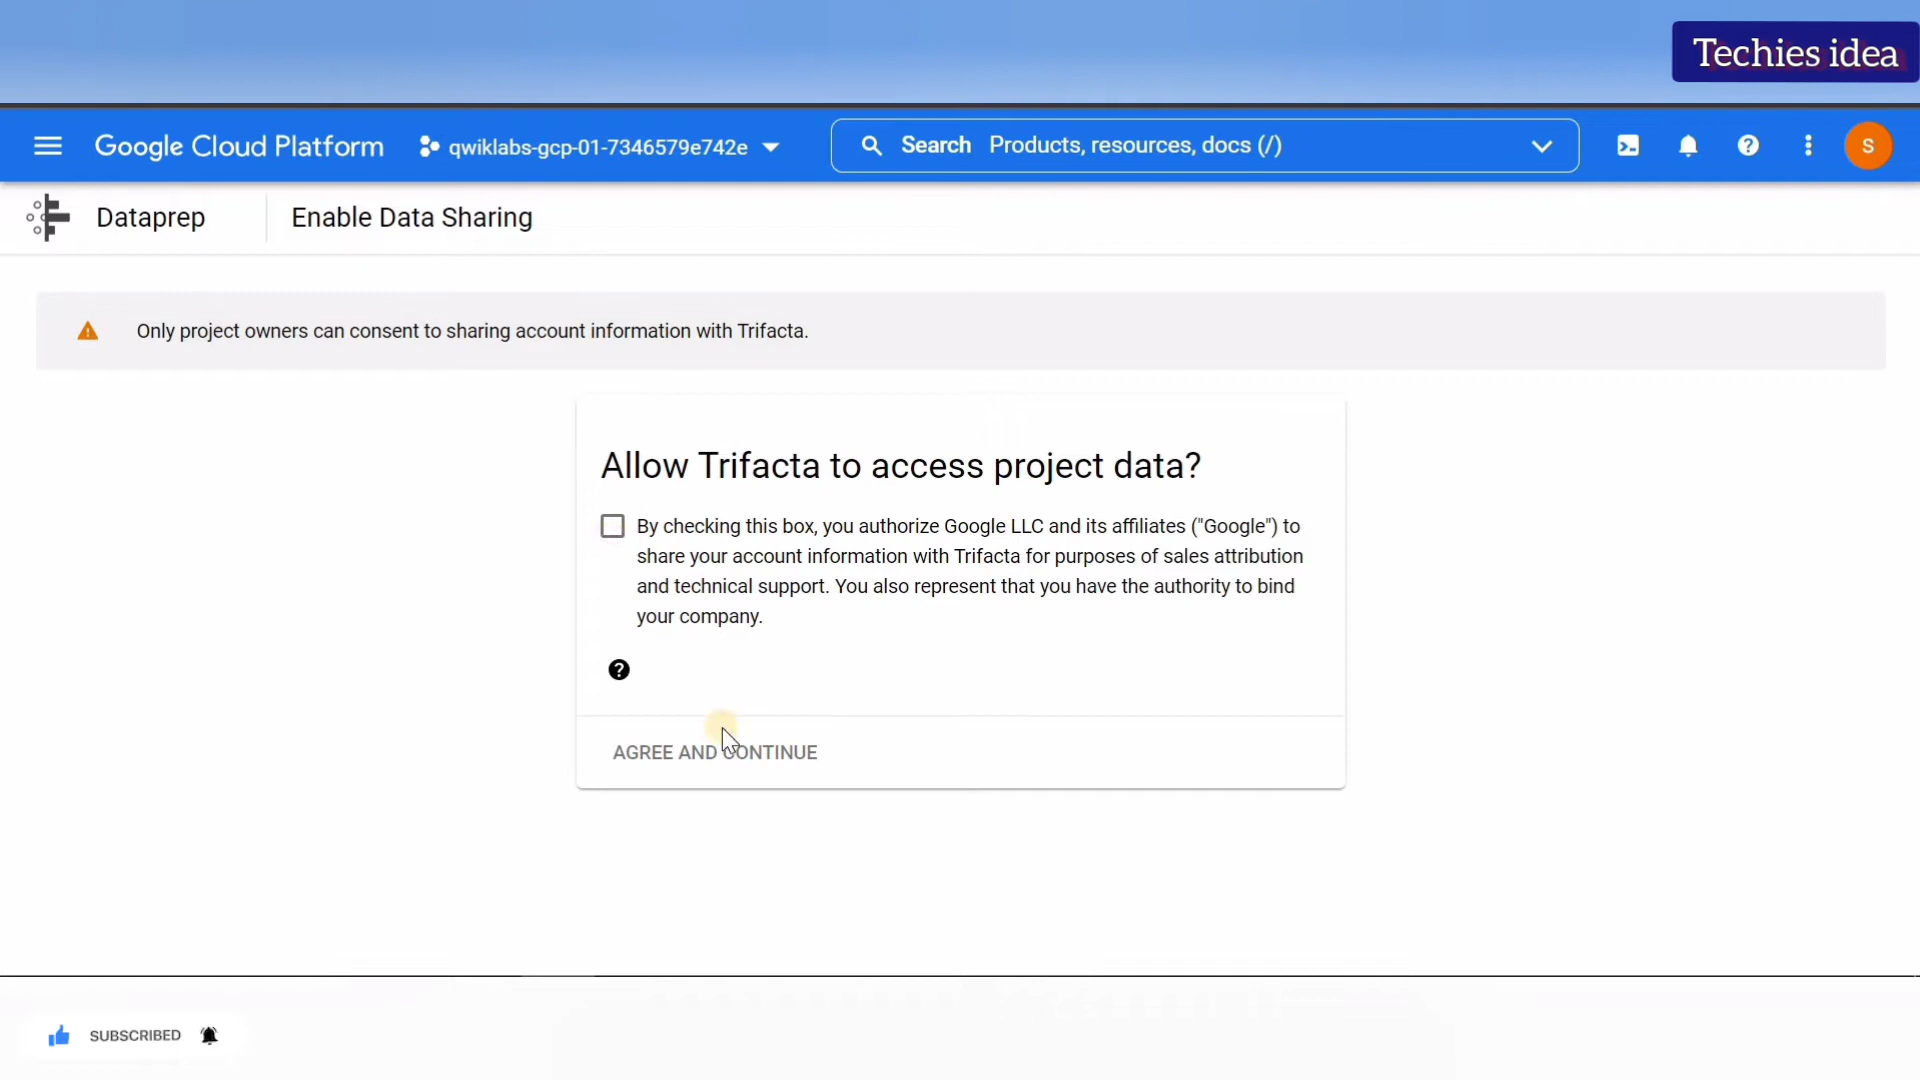 Techies idea
Google Cloud Platform
qwiklabs-gcp-01-7346579e742e
Search Products, resources, docs (/)
S
Dataprep
Enable Data Sharing
Only project owners can consent to sharing account information with Trifacta.
Allow Trifacta to access project data?
By checking this box, you authorize Google LLC and its affiliates ("Google") to
share your account information with Trifacta for purposes of sales attribution
and technical support. You also represent that you have the authority to bind
your company.
AGREE AND CONTINUE
SUBSCRIBED